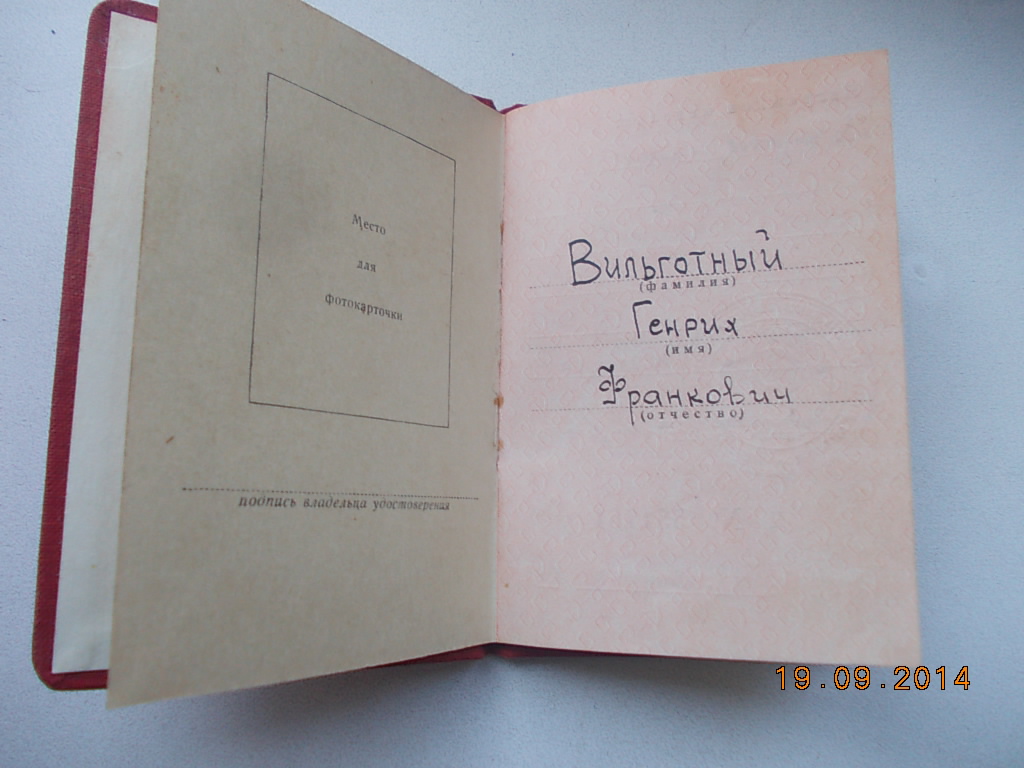 Место
для
фотокарточки
подпись владельца удостоверения
Вильготный
(фамилия)
Генрих
(имя)
Франкович
(отчество)
19.09.2014